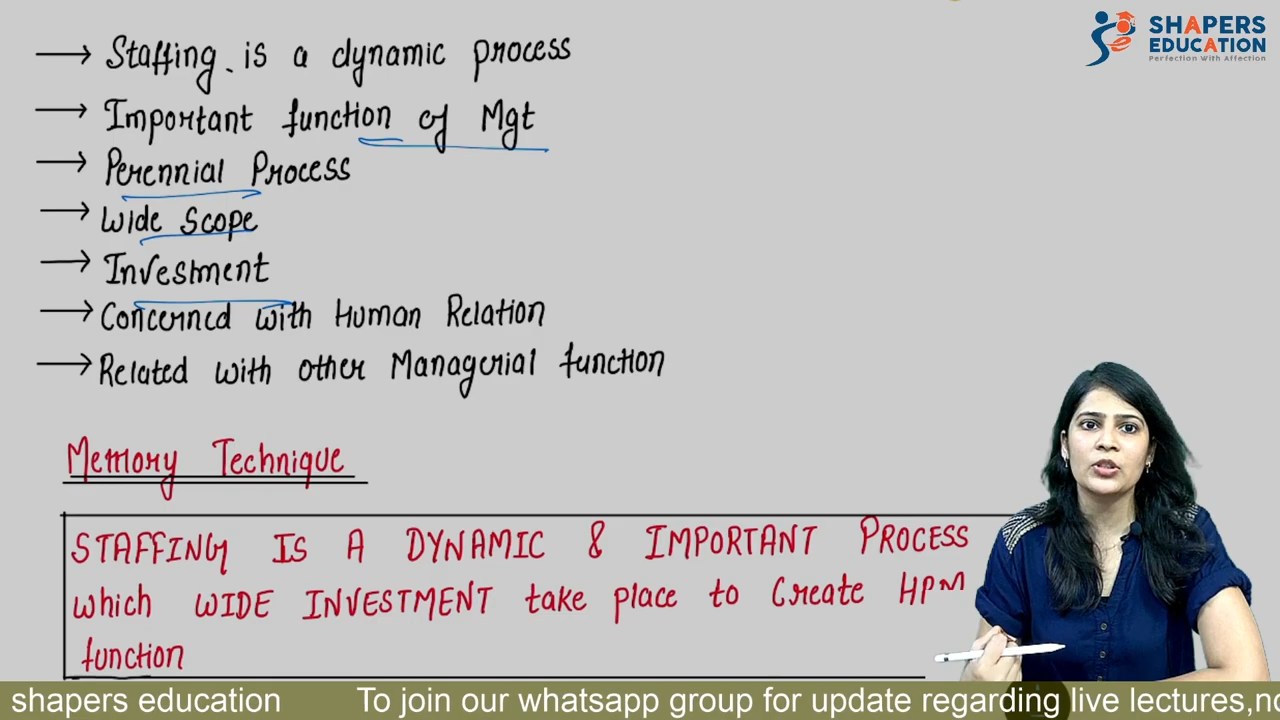 SHAPERS
EDUCATION
Perfection With Affection
→ Staffing is a dynamic process
→ Important function of Mgt
→ Perennial Process
→ Wide Scope
→ Investment
→ Concerned with Human Relation
→ Related with other Managerial function
Memory Technique
STAFFING IS A DYNAMIC & IMPORTANT PROCESS
which WIDE INVESTMENT take place to Create
function
shapers education To join our whatsapp group for update regarding live lectures,no